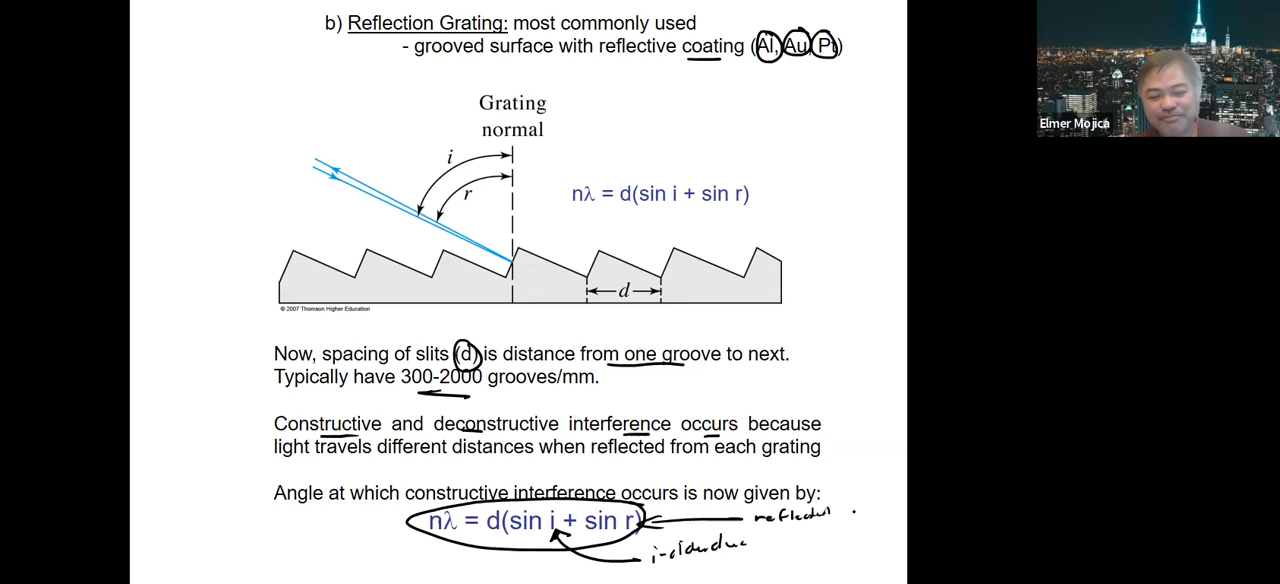 b) Reflection Grating: most commonly used
- grooved surface with reflective coating (Al, Au, Pt)
Elmer Mojica
Grating
normal
i
r
nλ = d(sin i + sin r)
d
© 2007 Thomson Higher Education
Now, spacing of slits (d) is distance from one groove to next.
Typically have 300-2000 grooves/mm.
Constructive and deconstructive interference occurs because
light travels different distances when reflected from each grating
Angle at which constructive interference occurs is now given by:
nλ = d(sin i + sin r)